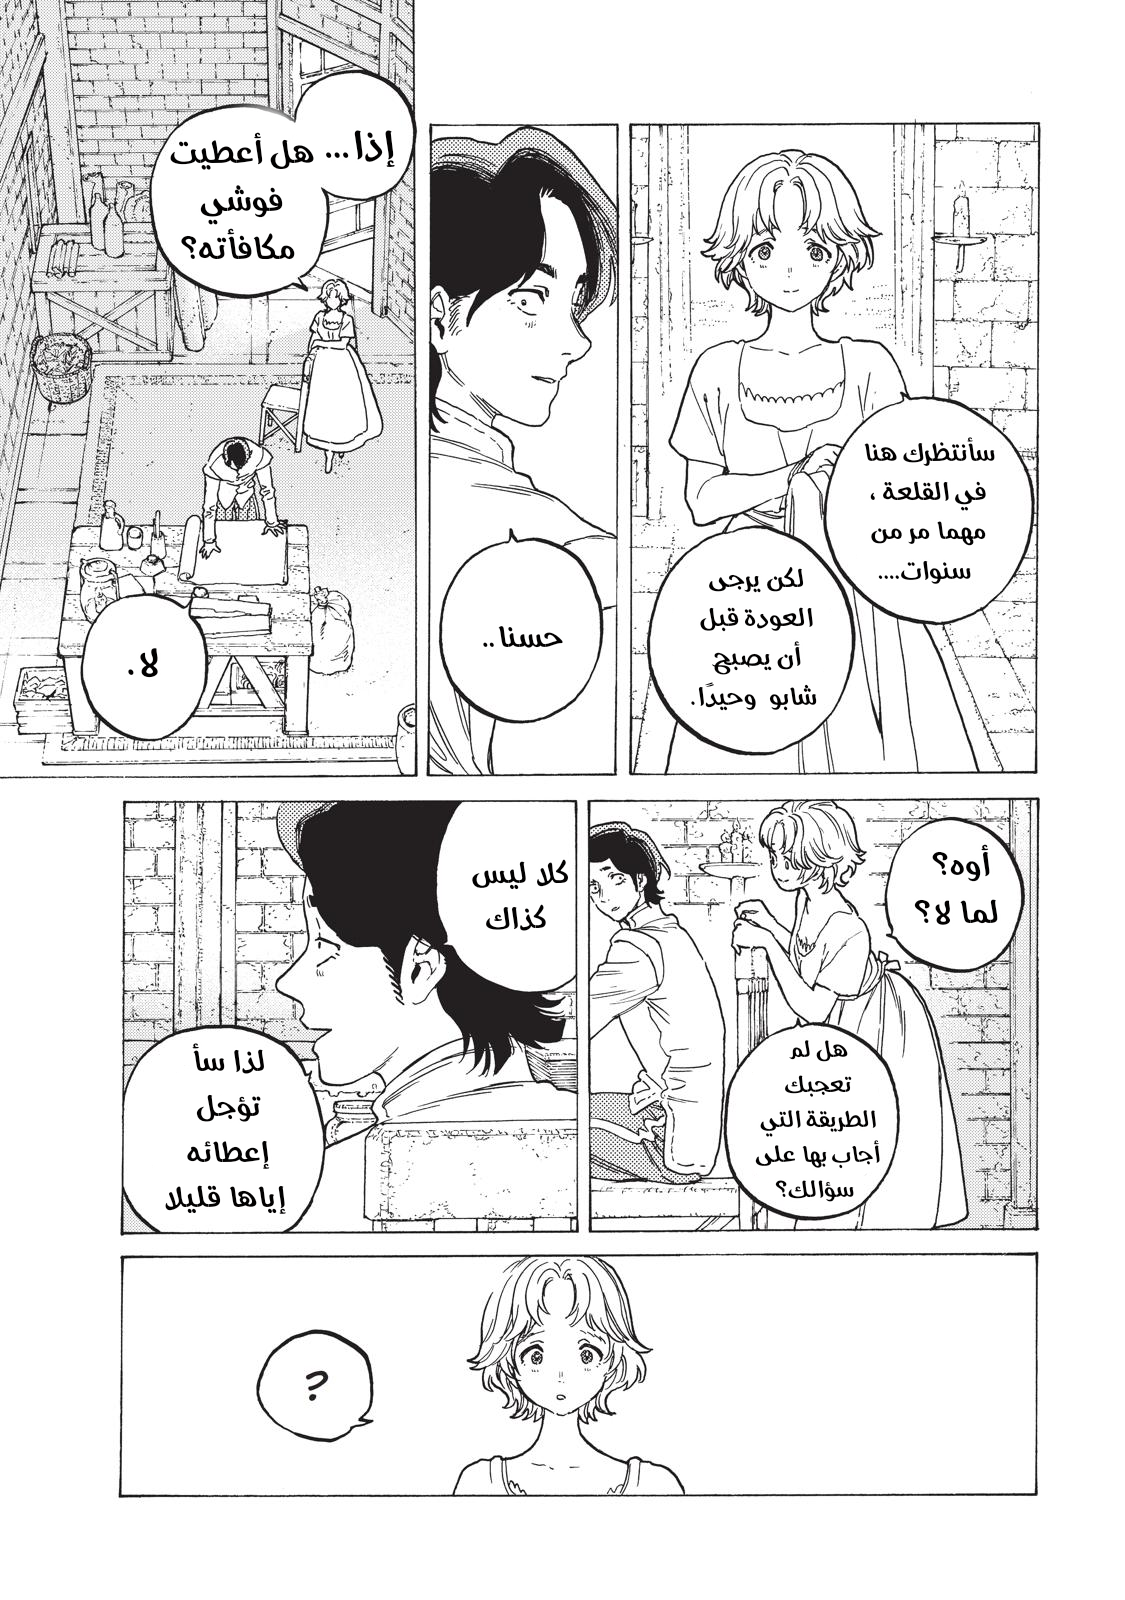 سأنتظرك هنا
في القلعة ،
مهما مر من
سنوات....
لكن يرجى
العودة قبل
أن يصبح
شابو وحيدًا.
حسنا..
إذا... هل أعطيت
فوشي
مكافأته؟
لا.
أوه؟
لما لا؟
هل لم
تعجبك
الطريقة التي
أجاب بها على
سؤالك؟
كلا ليس
كذاك
لذا سأ
تؤجل
إعطائه
إياها قليلا
?